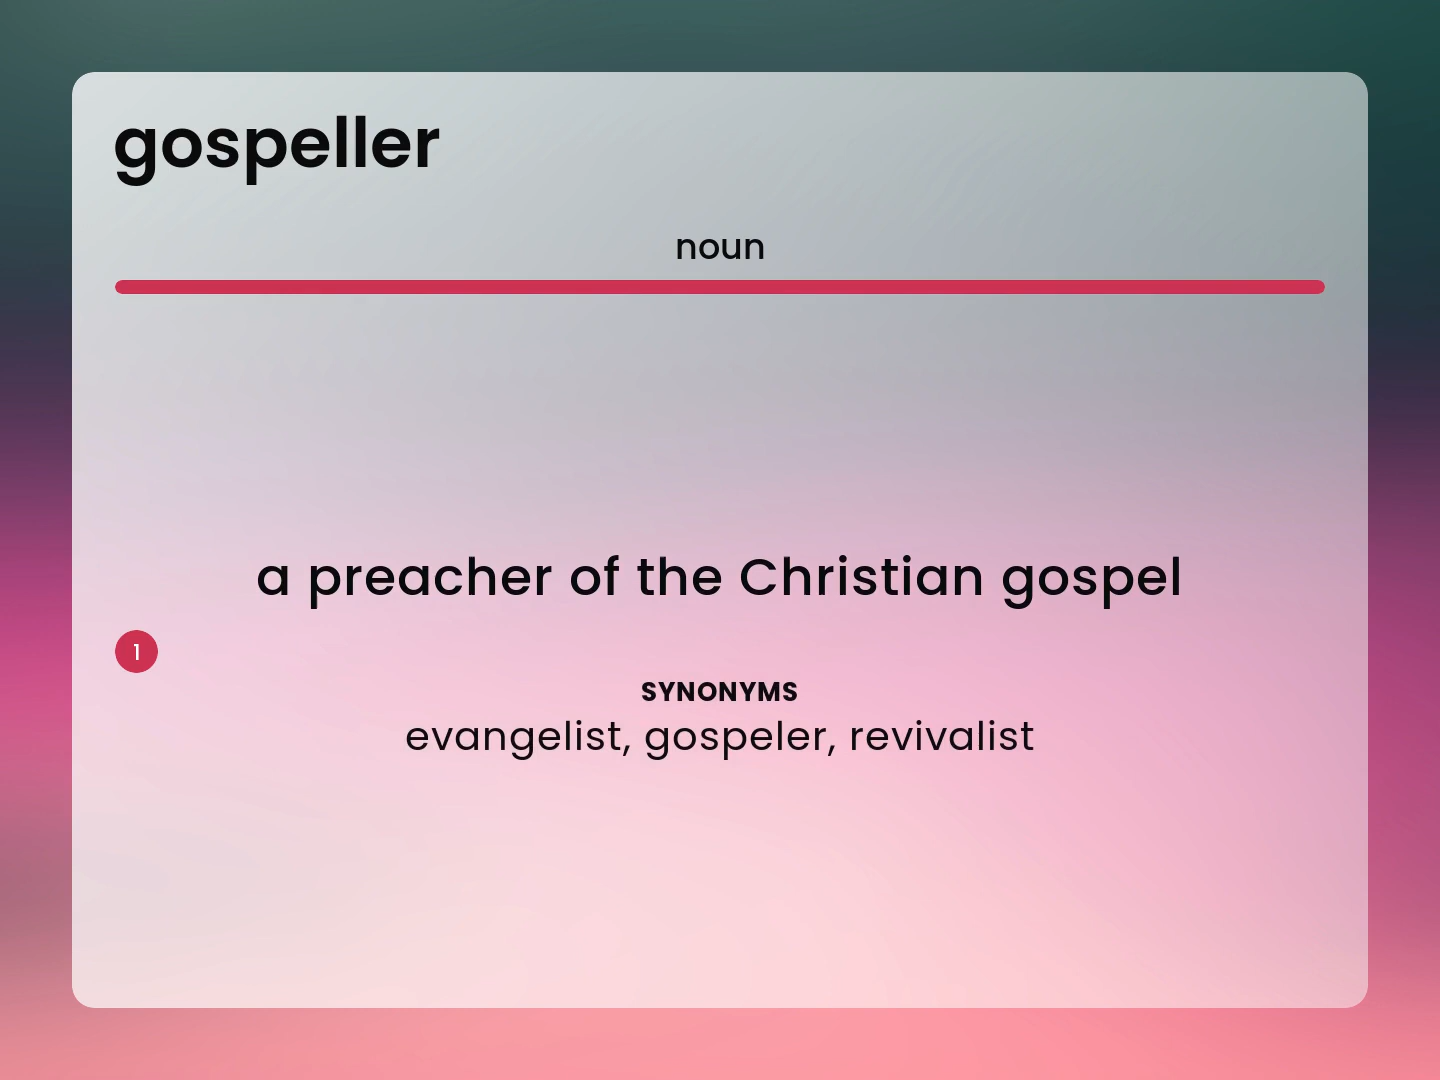 gospeller
noun
a preacher of the Christian gospel
1
SYNONYMS
evangelist, gospeler, revivalist